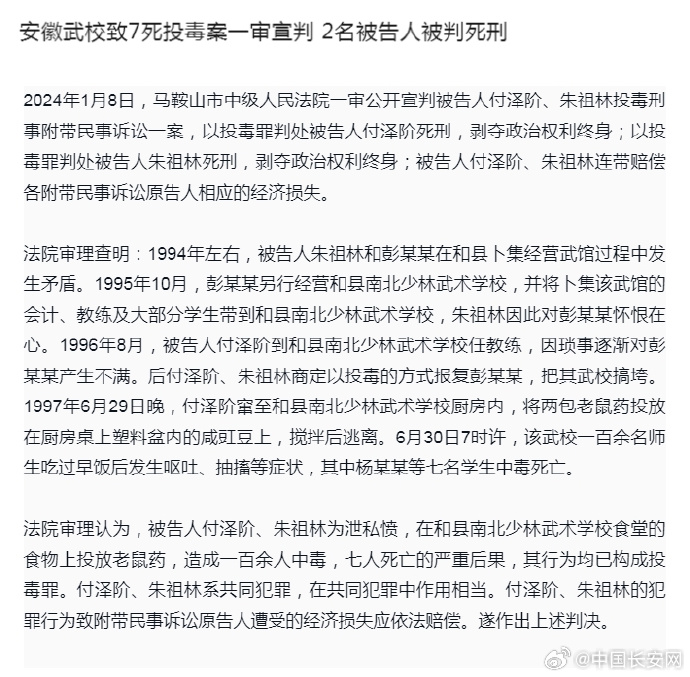 安徽武校致7死投毒案一审宣判 2名被告人被判死刑
2024年1月8日，马鞍山市中级人民法院一审公开宣判被告人付泽阶、朱祖林投毒刑
事附带民事诉讼一案，以投毒罪判处被告人付泽阶死刑，剥夺政治权利终身；以投
毒罪判处被告人朱祖林死刑，剥夺政治权利终身；被告人付泽阶、朱祖林连带赔偿
各附带民事诉讼原告人相应的经济损失。
法院审理查明：1994年左右，被告人朱祖林和彭某某在和县卜集经营武馆过程中发
生矛盾。1995年10月，彭某某另行经营和县南北少林武术学校，并将卜集该武馆的
会计、教练及大部分学生带到和县南北少林武术学校，朱祖林因此对彭某某怀恨在
心。1996年8月，被告人付泽阶到和县南北少林武术学校任教练，因琐事逐渐对彭
某某产生不满。后付泽阶、朱祖林商定以投毒的方式报复彭某某，把其武校搞垮。
1997年6月29日晚，付泽阶窜至和县南北少林武术学校厨房内，将两包老鼠药投放
在厨房桌上塑料盆内的咸豇豆上，搅拌后逃离。6月30日7时许，该武校一百余名师
生吃过早饭后发生呕吐、抽搐等症状，其中杨某某等七名学生中毒死亡。
法院审理认为，被告人付泽阶、朱祖林为泄私愤，在和县南北少林武术学校食堂的
食物上投放老鼠药，造成一百余人中毒，七人死亡的严重后果，其行为均已构成投
毒罪。付泽阶、朱祖林系共同犯罪，在共同犯罪中作用相当。付泽阶、朱祖林的犯
罪行为致附带民事诉讼原告人遭受的经济损失应依法赔偿。遂作出上述判决。
@中国长安网